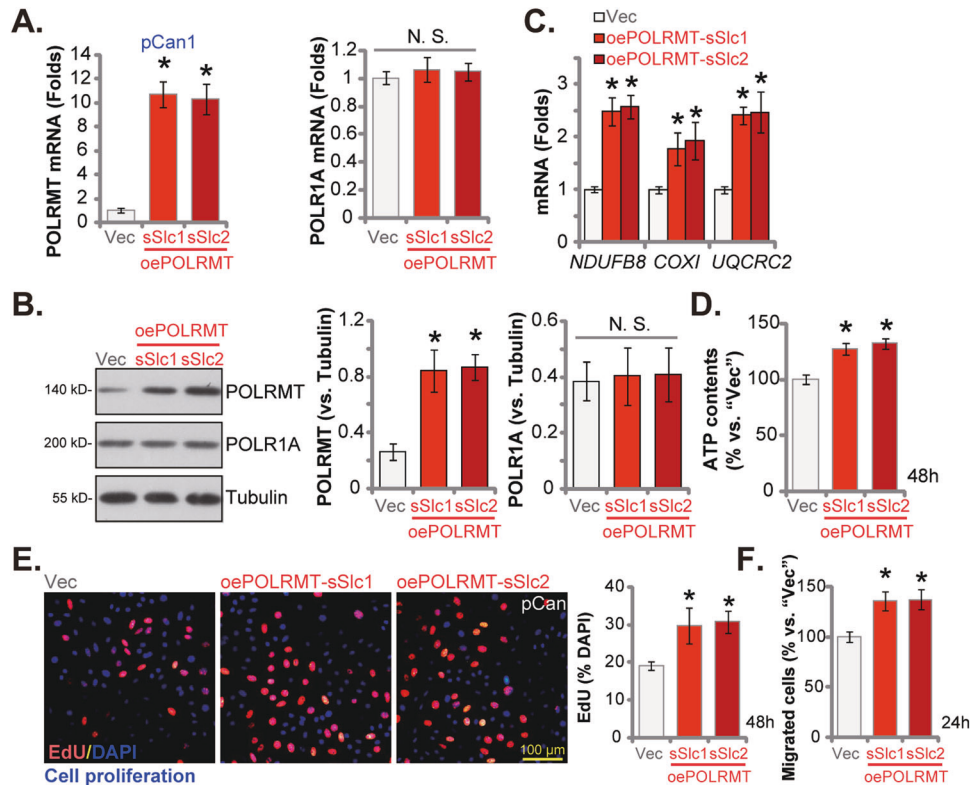 A.
POLRMT mRNA (Folds)
16
14
12
10
8
6
4
2
0
pCan1
*
*
Vec
sSlc1 sSlc2
oePOLRMT
POLR1A mRNA (Folds)
1.2
1
0.8
0.6
0.4
0.2
0
N. S.
Vec
sSlc1 sSlc2
oePOLRMT
C.
Vec
oePOLRMT-sSlc1
oePOLRMT-sSlc2
mRNA (Folds)
3
2
1
0
* *
* *
* *
NDUFB8 COXI UQCRC2
B.
oePOLRMT
Vec sSlc1 sSlc2
140 kD- POLRMT
200 kD- POLR1A
55 kD- Tubulin
POLRMT (vs. Tubulin)
1.2
0.8
0.4
0
*
*
Vec
sSlc1 sSlc2
oePOLRMT
POLR1A (vs. Tubulin)
0.6
0.4
0.2
0
N. S.
Vec
sSlc1 sSlc2
oePOLRMT
D.
ATP contents
(% vs. "Vec")
150
100
50
0
*
*
48h
Vec
sSlc1 sSlc2
oePOLRMT
E.
Vec
oePOLRMT-sSlc1
oePOLRMT-sSlc2
pCan
EdU/DAPI
100 µm
Cell proliferation
EdU (% DAPI)
40
30
20
10
0
*
*
48h
Vec
sSlc1 sSlc2
oePOLRMT
F.
Migrated cells (% vs. "Vec")
150
100
50
0
*
*
24h
Vec
sSlc1 sSlc2
oePOLRMT